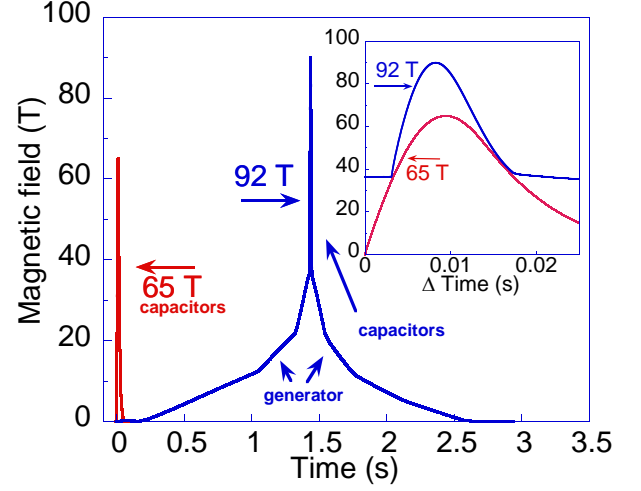 Magnetic field (T)
100
80
60
40
20
0
0
0.5
1
1.5
2
2.5
3
3.5
Time (s)
65 T
capacitors
92 T
generator
capacitors
100
80
60
40
20
0
0
0.01
0.02
Δ Time (s)
92 T
65 T